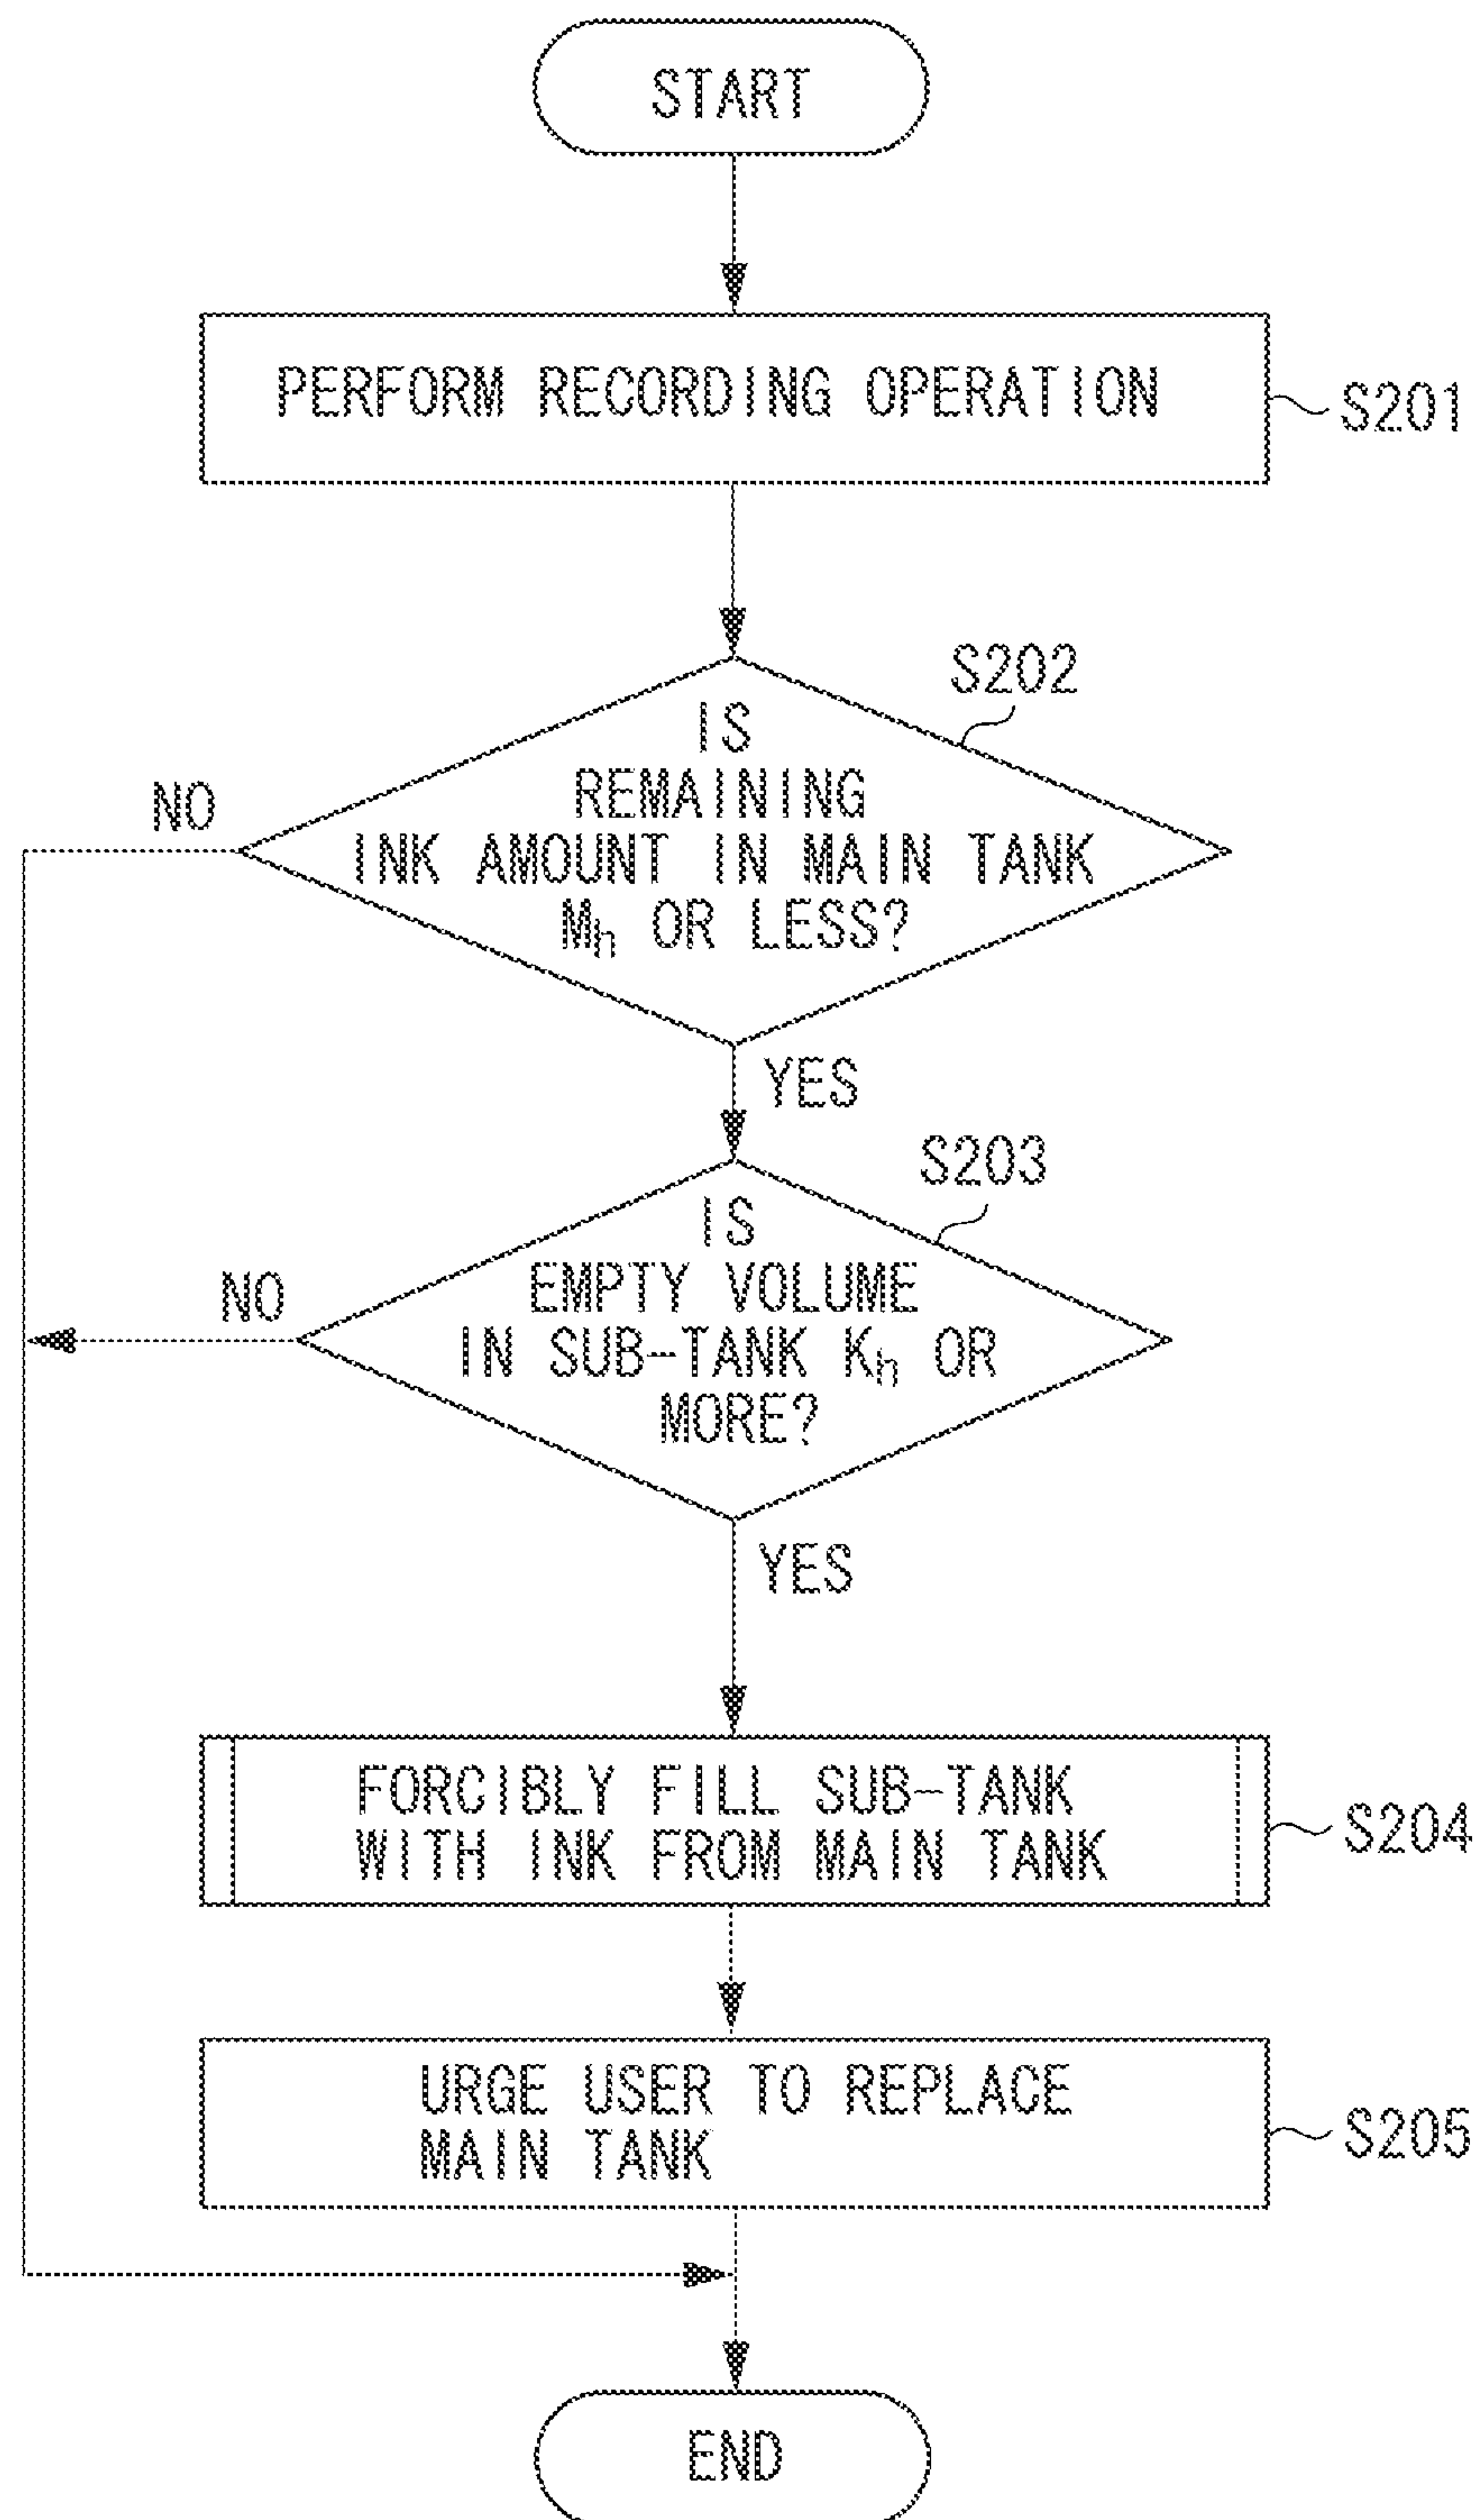 START
PERFORM RECORDING OPERATION
S201
S202
IS
REMAINING
INK AMOUNT IN MAIN TANK
Mh OR LESS?
NO
YES
S203
IS
EMPTY VOLUME
IN SUB-TANK Kh OR
MORE?
NO
YES
FORCIBLY FILL SUB-TANK
WITH INK FROM MAIN TANK
S204
URGE USER TO REPLACE
MAIN TANK
S205
END